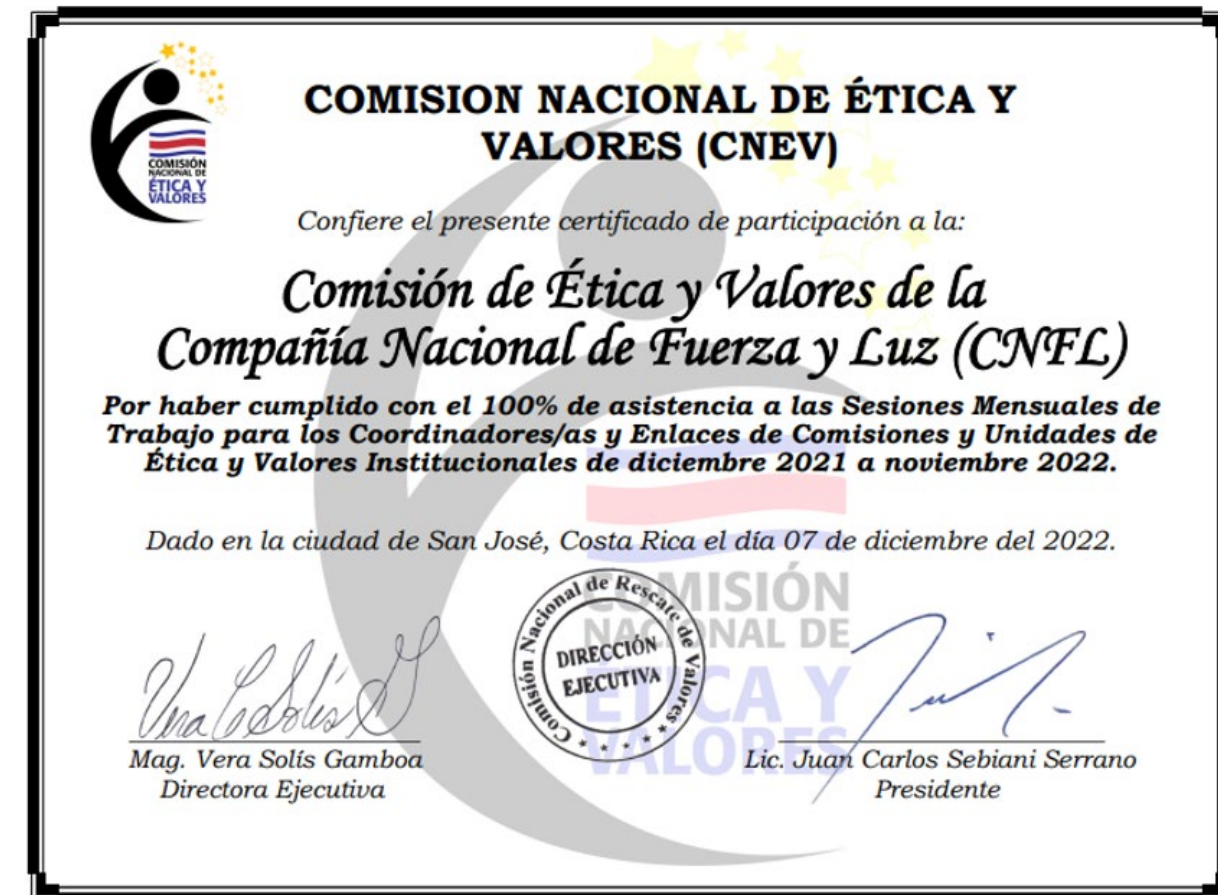 COMISIÓN
NACIONAL DE
ÉTICA Y
VALORES
COMISION NACIONAL DE ÉTICA Y
VALORES (CNEV)
Confiere el presente certificado de participación a la:
Comisión de Ética y Valores de la
Compañía Nacional de Fuerza y Luz (CNFL)
Por haber cumplido con el 100% de asistencia a las Sesiones Mensuales de
Trabajo para los Coordinadores/as y Enlaces de Comisiones y Unidades de
Ética y Valores Institucionales de diciembre 2021 a noviembre 2022.
Dado en la ciudad de San José, Costa Rica el día 07 de diciembre del 2022.
COMISIÓN
NACIONAL DE
ÉTICA Y
VALORES
Comisión Nacional de Rescate de Valores
DIRECCIÓN
EJECUTIVA
Mag. Vera Solís Gamboa
Directora Ejecutiva
Lic. Juan Carlos Sebiani Serrano
Presidente